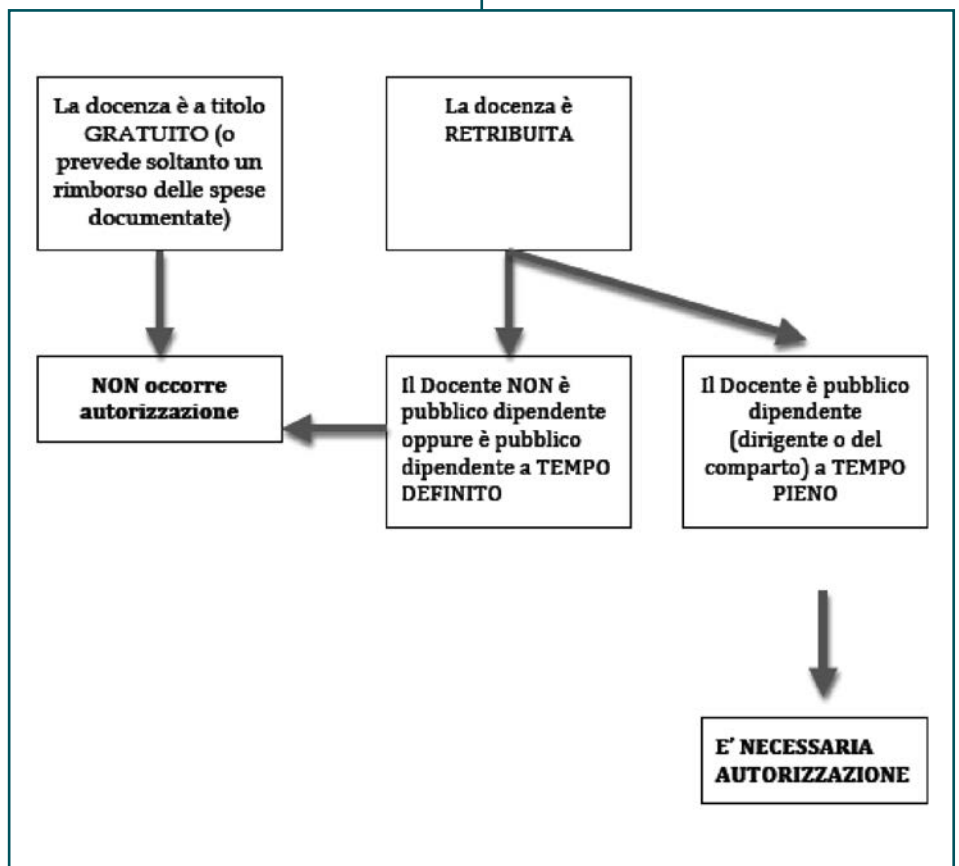 La docenza è a titolo
GRATUITO (o
prevede soltanto un
rimborso delle spese
documentate)
La docenza è
RETRIBUITA
NON occorre
autorizzazione
Il Docente NON è
pubblico dipendente
oppure è pubblico
dipendente a TEMPO
DEFINITO
Il Docente è pubblico
dipendente
(dirigente o del
comparto) a TEMPO
PIENO
E' NECESSARIA
AUTORIZZAZIONE